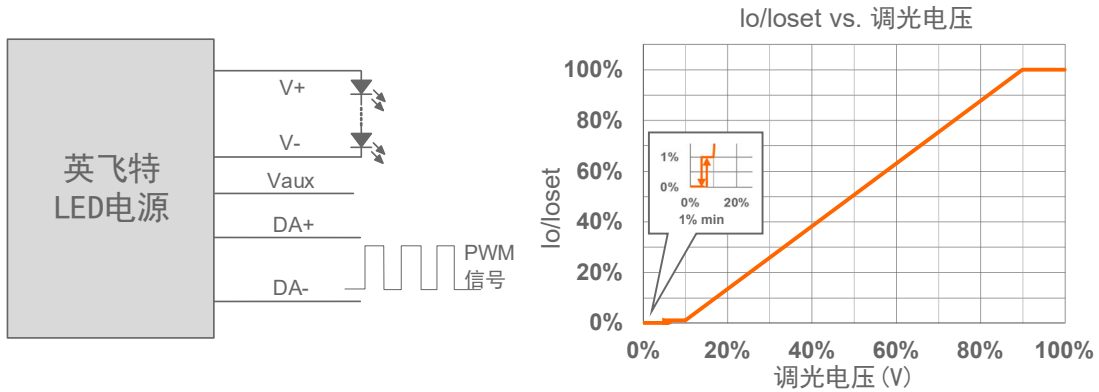 英飞特
LED电源
V+
V-
Vaux
DA+
DA-
PWM
信号
Io/Ioset vs. 调光电压
Io/Ioset
100%
80%
60%
40%
20%
0%
1%
0%
0% 20%
1% min
0% 20% 40% 60% 80% 100%
调光电压(V)